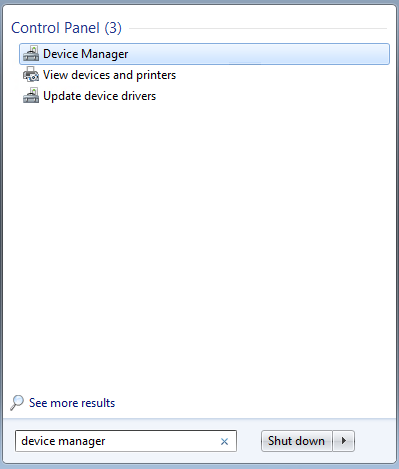 Control Panel (3)
Device Manager
View devices and printers
Update device drivers
See more results
device manager
Shut down